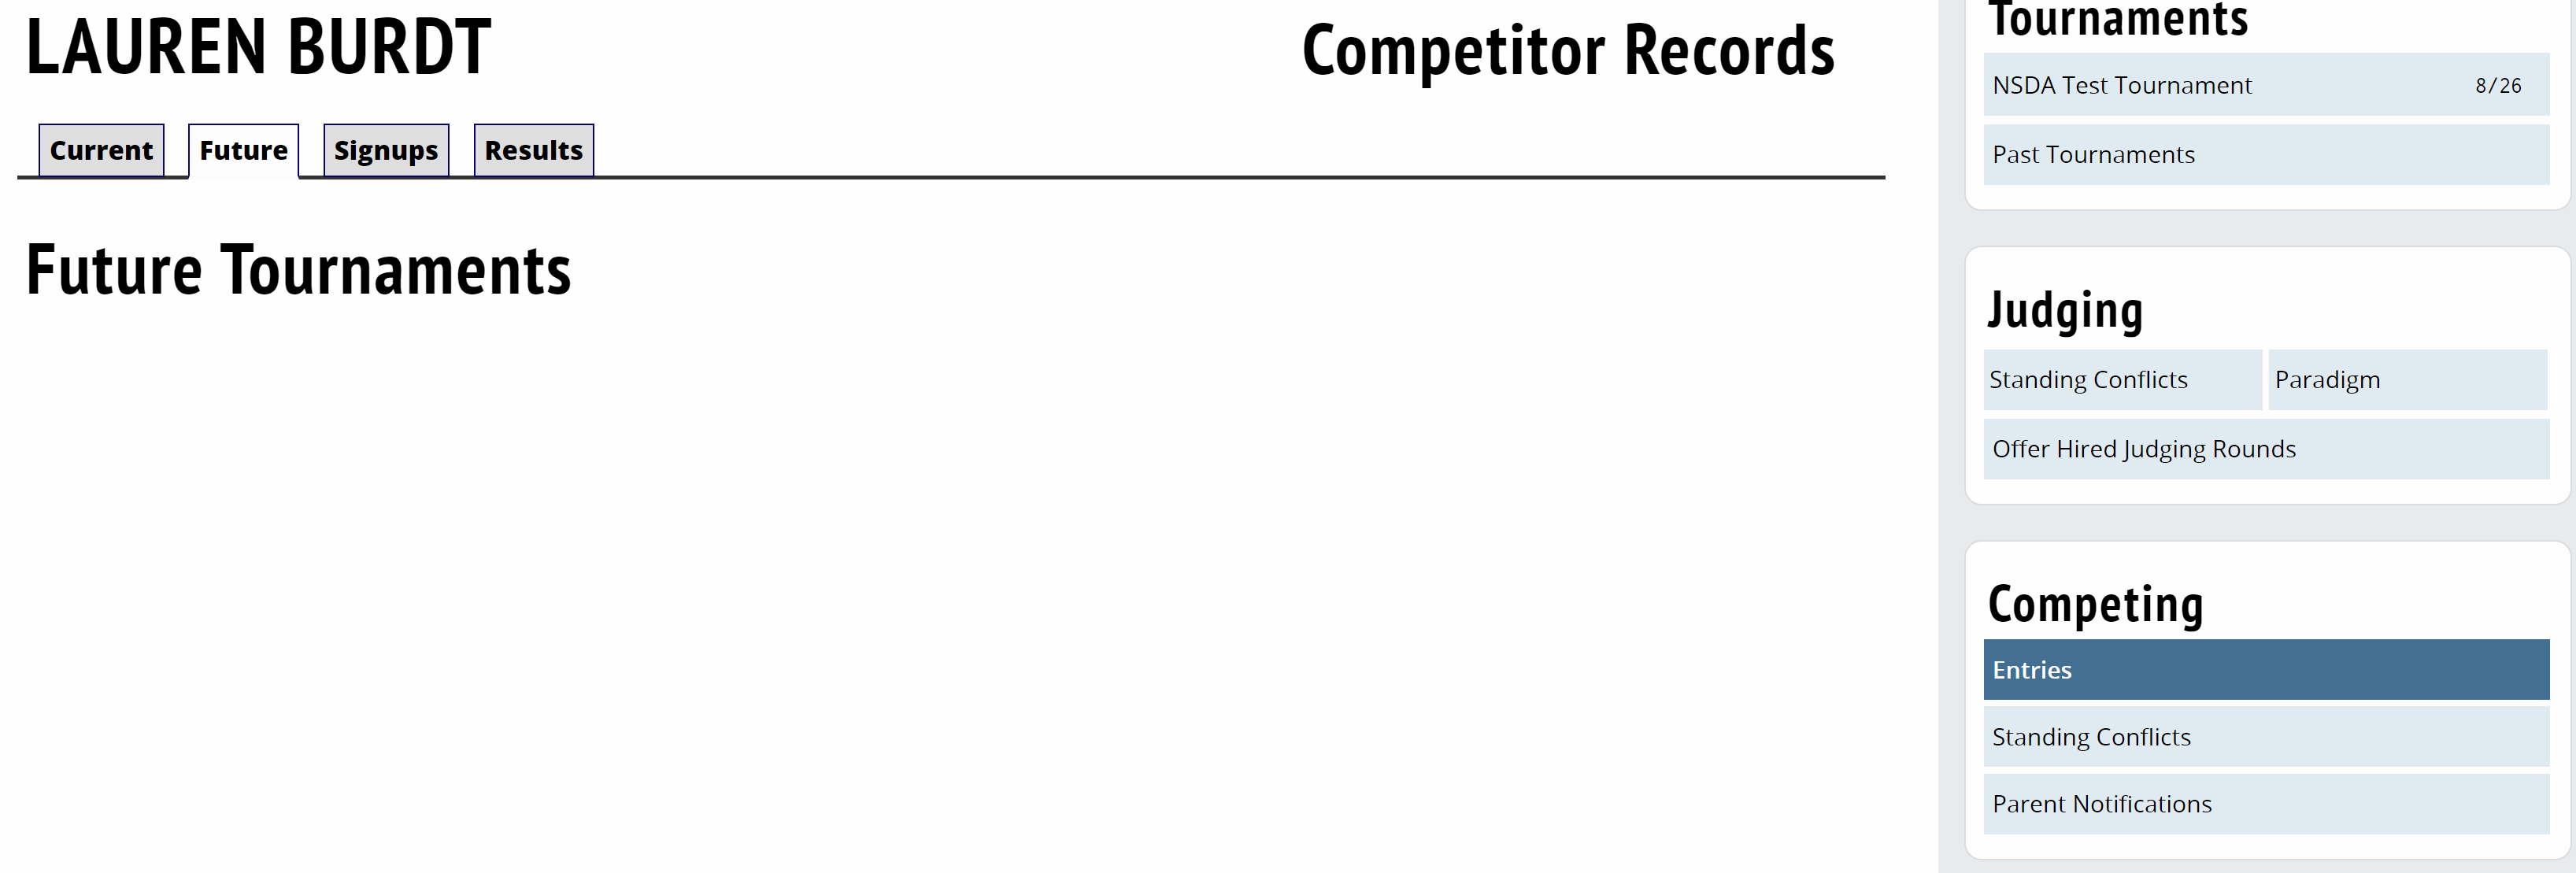 LAUREN BURDT
Competitor Records
Current
Future
Signups
Results
Future Tournaments
Tournaments
NSDA Test Tournament 8/26
Past Tournaments
Judging
Standing Conflicts
Paradigm
Offer Hired Judging Rounds
Competing
Entries
Standing Conflicts
Parent Notifications